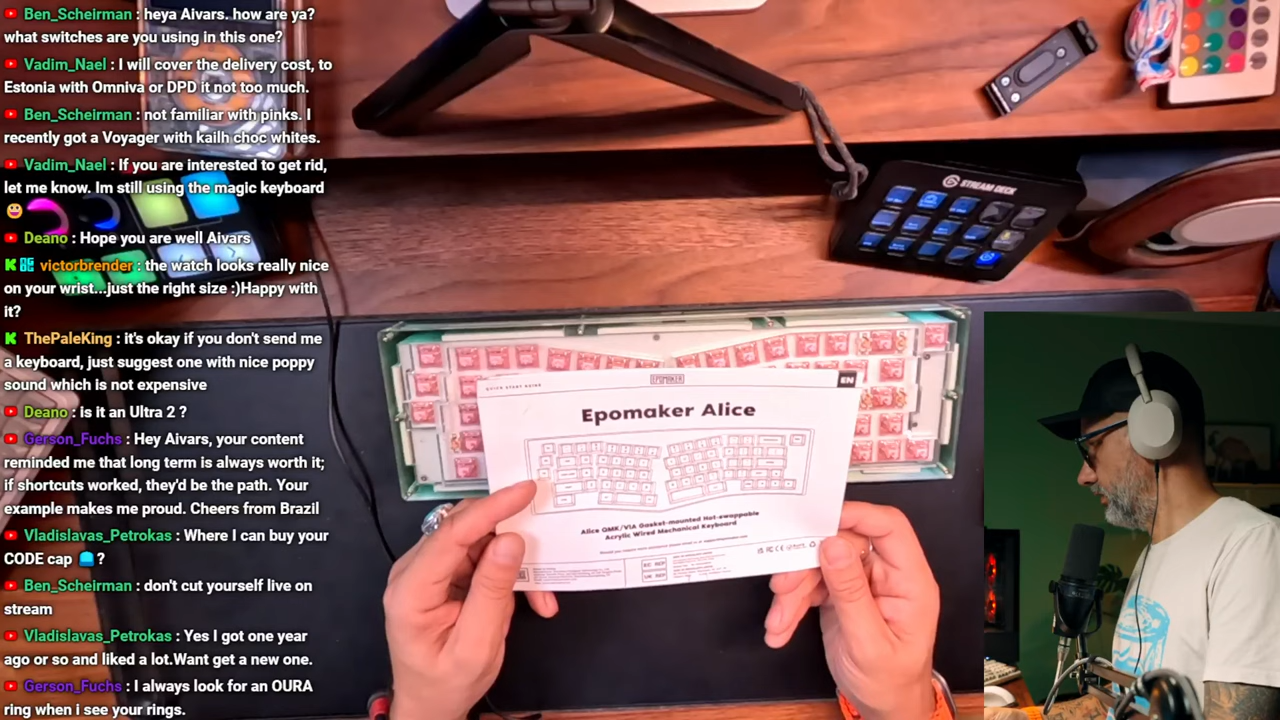 Ben_Scheirman : heya Aivars. how are ya?
what switches are you using in this one?
Vadim_Nael : I will cover the delivery cost, to
Estonia with Omniva or DPD it not too much.
Ben_Scheirman : not familiar with pinks. I
recently got a Voyager with kailh choc whites.
Vadim_Nael : If you are interested to get rid,
let me know. Im still using the magic keyboard
😀
Deano : Hope you are well Aivars
victorbrender : the watch looks really nice
on your wrist...just the right size :)Happy with
it?
ThePaleKing : it's okay if you don't send me
a keyboard, just suggest one with nice poppy
sound which is not expensive
Deano : is it an Ultra 2 ?
Gerson_Fuchs : Hey Aivars, your content
reminded me that long term is always worth it;
if shortcuts worked, they'd be the path. Your
example makes me proud. Cheers from Brazil
Vladislavas_Petrokas : Where I can buy your
CODE cap 🧢 ?
Ben_Scheirman : don't cut yourself live on
stream
Vladislavas_Petrokas : Yes I got one year
ago or so and liked a lot.Want get a new one.
Gerson_Fuchs : I always look for an OURA
ring when i see your rings.
STREAM DECK
QUICK START GUIDE
EPOMAKER
EN
Epomaker Alice
Alice QMK/VIA Gasket-mounted Hot-swappable
Acrylic Wired Mechanical Keyboard
EC REP
UK REP